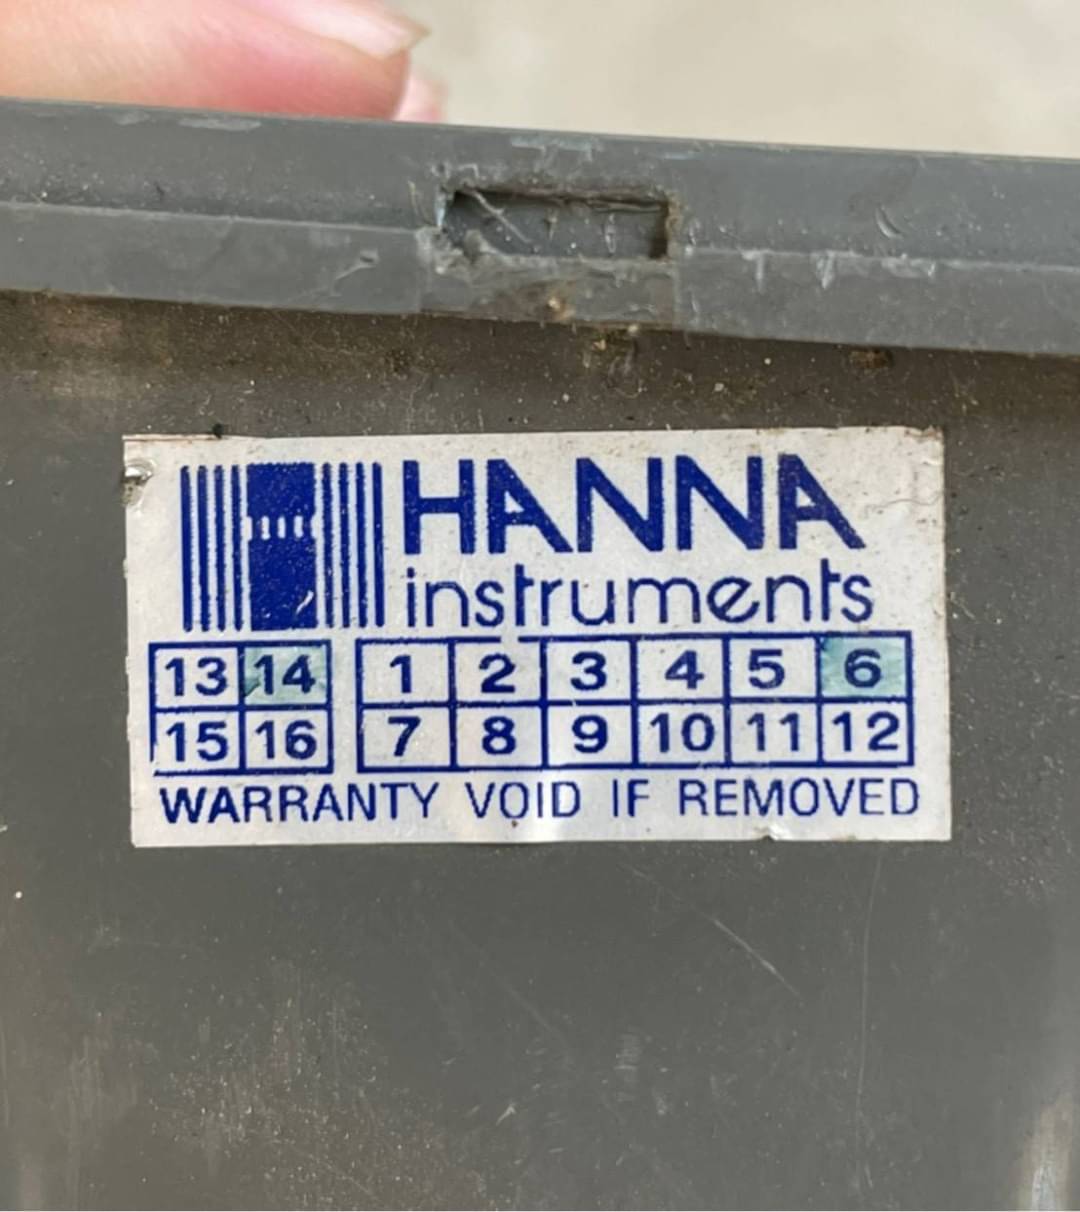 HANNA
instruments
13 14 1 2 3 4 5 6
15 16 7 8 9 10 11 12
WARRANTY VOID IF REMOVED